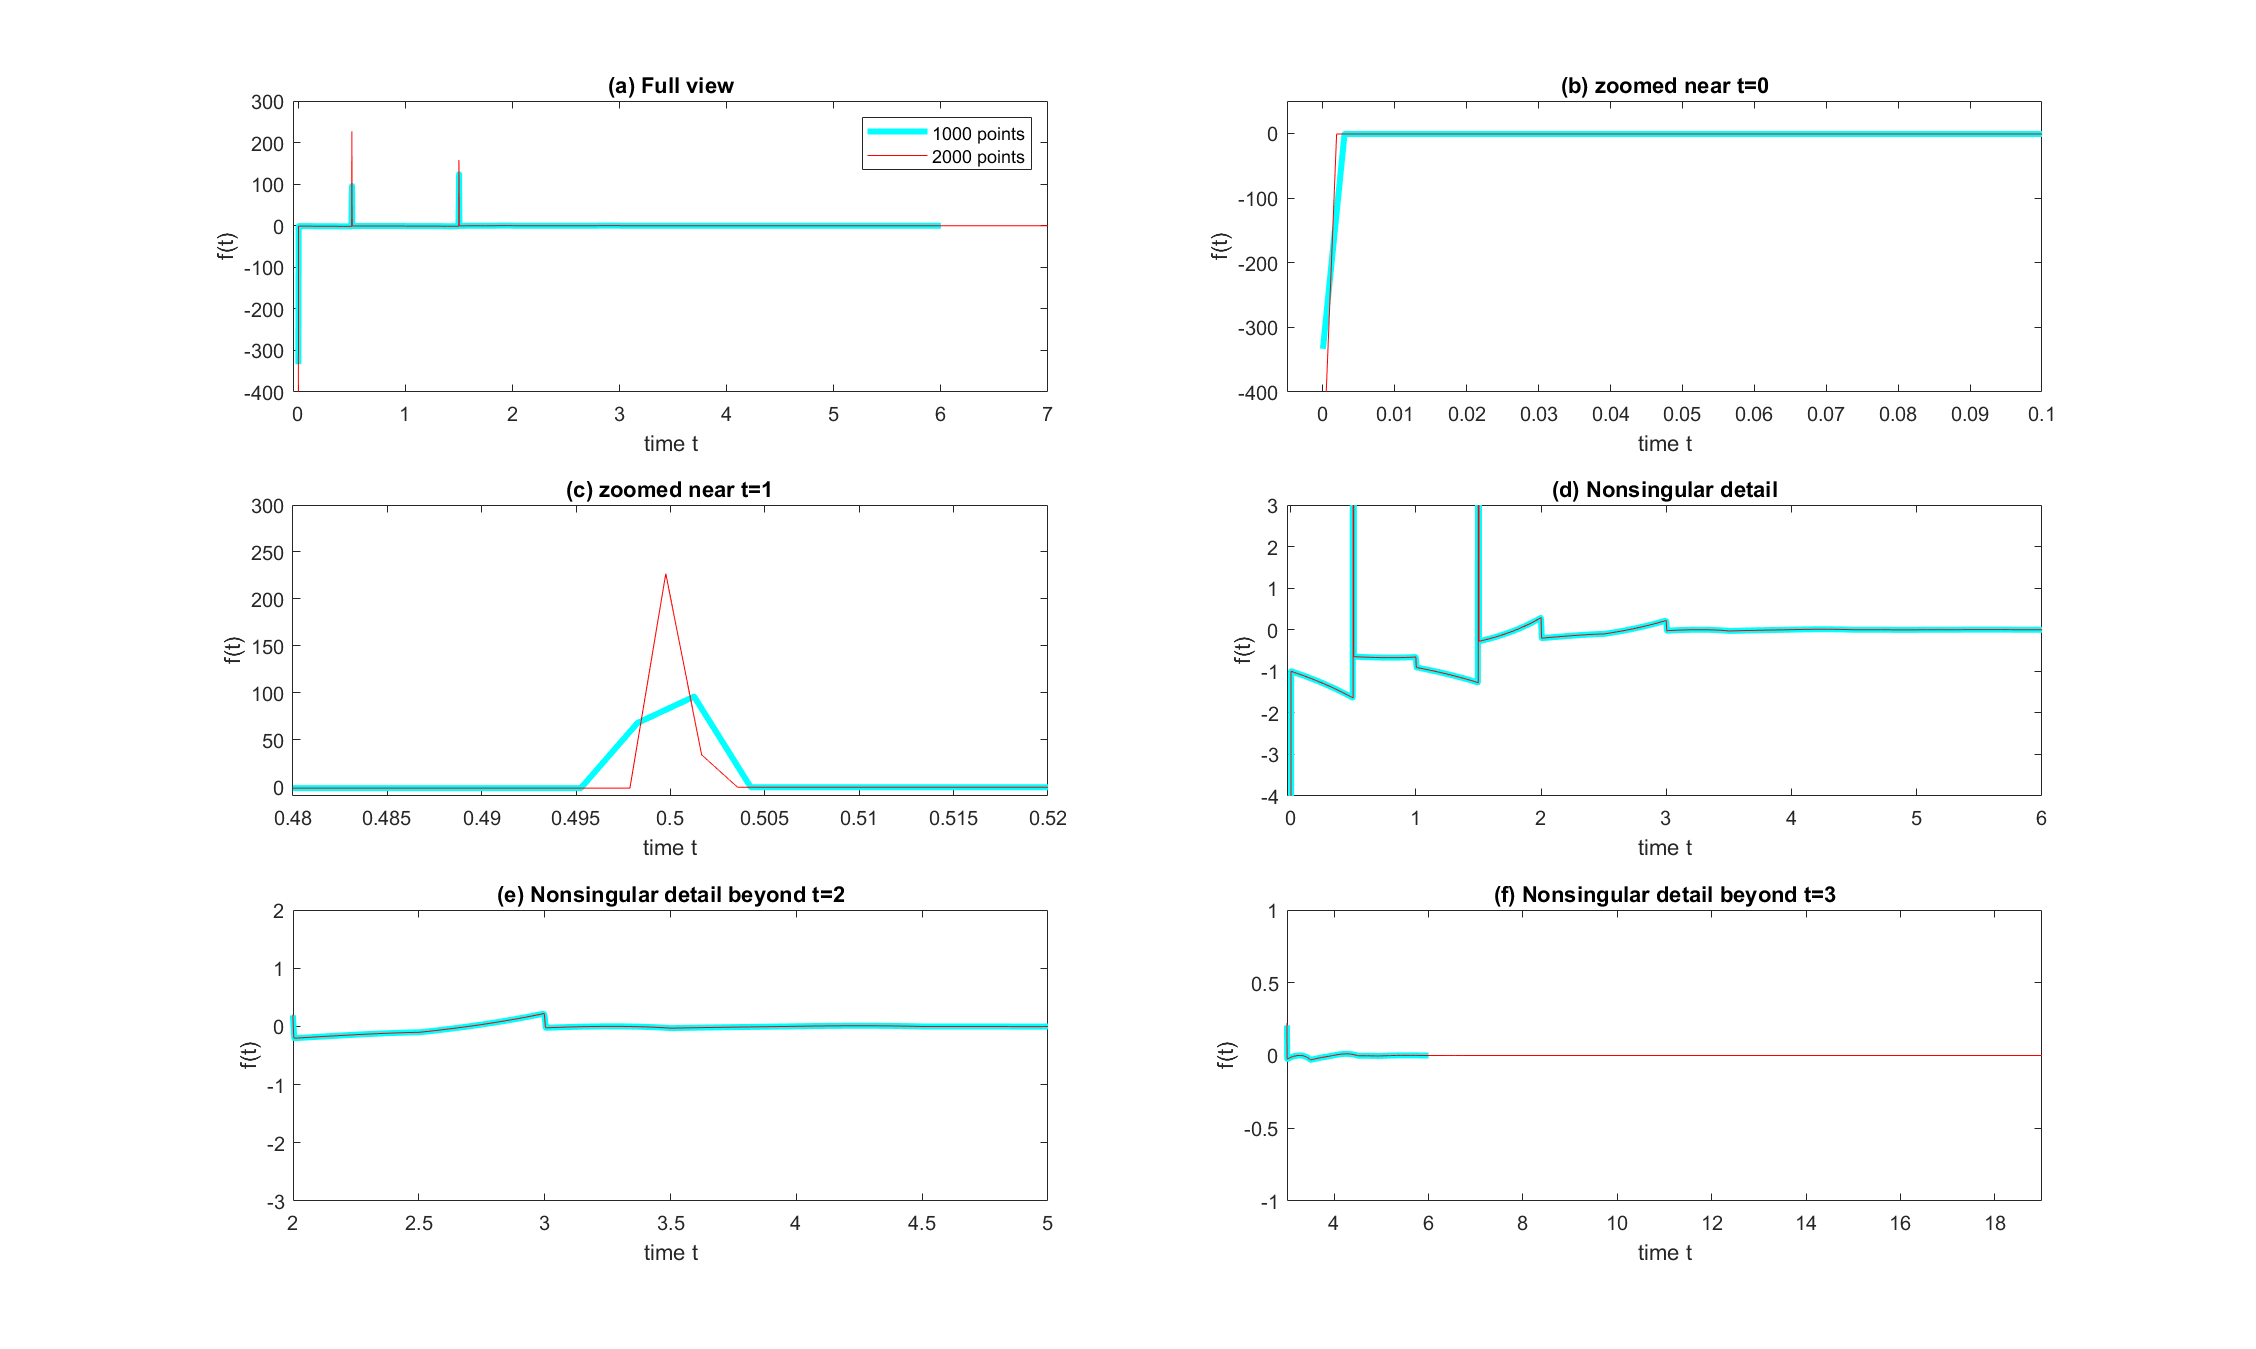 (a) Full view
300
200
100
0
-100
-200
-300
-400
f(t)
1000 points
2000 points
0 1 2 3 4 5 6 7
time t
(b) zoomed near t=0
0
-100
-200
-300
-400
f(t)
0 0.01 0.02 0.03 0.04 0.05 0.06 0.07 0.08 0.09 0.1
time t
(c) zoomed near t=1
300
250
200
150
100
50
0
f(t)
0.48 0.485 0.49 0.495 0.5 0.505 0.51 0.515 0.52
time t
(d) Nonsingular detail
3
2
1
0
-1
-2
-3
-4
f(t)
0 1 2 3 4 5 6
time t
(e) Nonsingular detail beyond t=2
2
1
0
-1
-2
-3
f(t)
2 2.5 3 3.5 4 4.5 5
time t
(f) Nonsingular detail beyond t=3
1
0.5
0
-0.5
-1
f(t)
4 6 8 10 12 14 16 18
time t